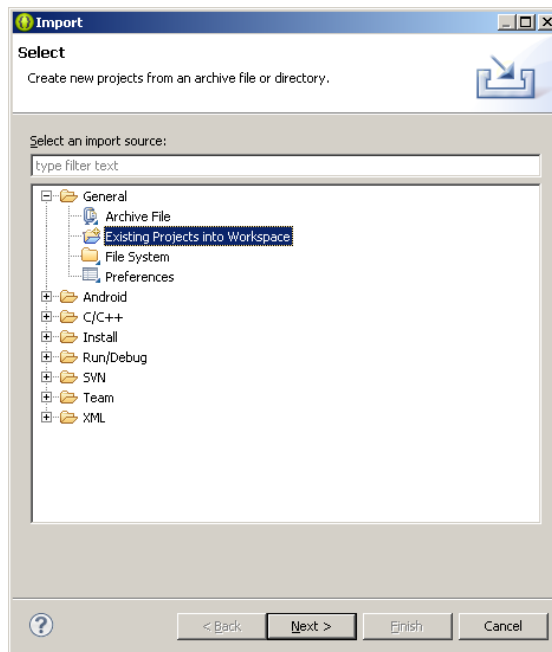 Import
Select
Create new projects from an archive file or directory.
Select an import source:
type filter text
General
Archive File
Existing Projects into Workspace
File System
Preferences
Android
C/C++
Install
Run/Debug
SVN
Team
XML
? < Back Next > Finish Cancel